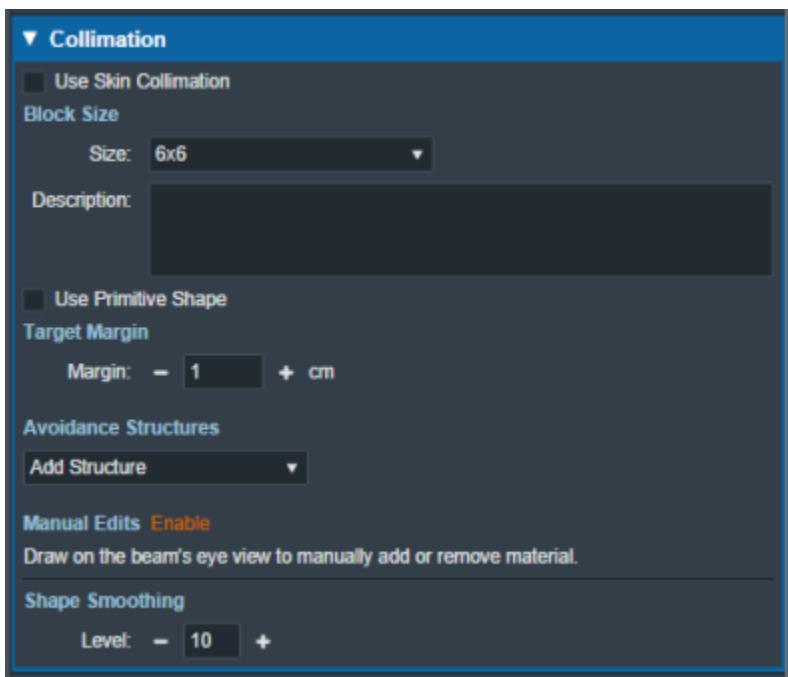 Collimation
Use Skin Collimation
Block Size
Size: 6x6
Description:
Use Primitive Shape
Target Margin
Margin: − 1 + cm
Avoidance Structures
Add Structure
Manual Edits Enable
Draw on the beam's eye view to manually add or remove material.
Shape Smoothing
Level: − 10 +